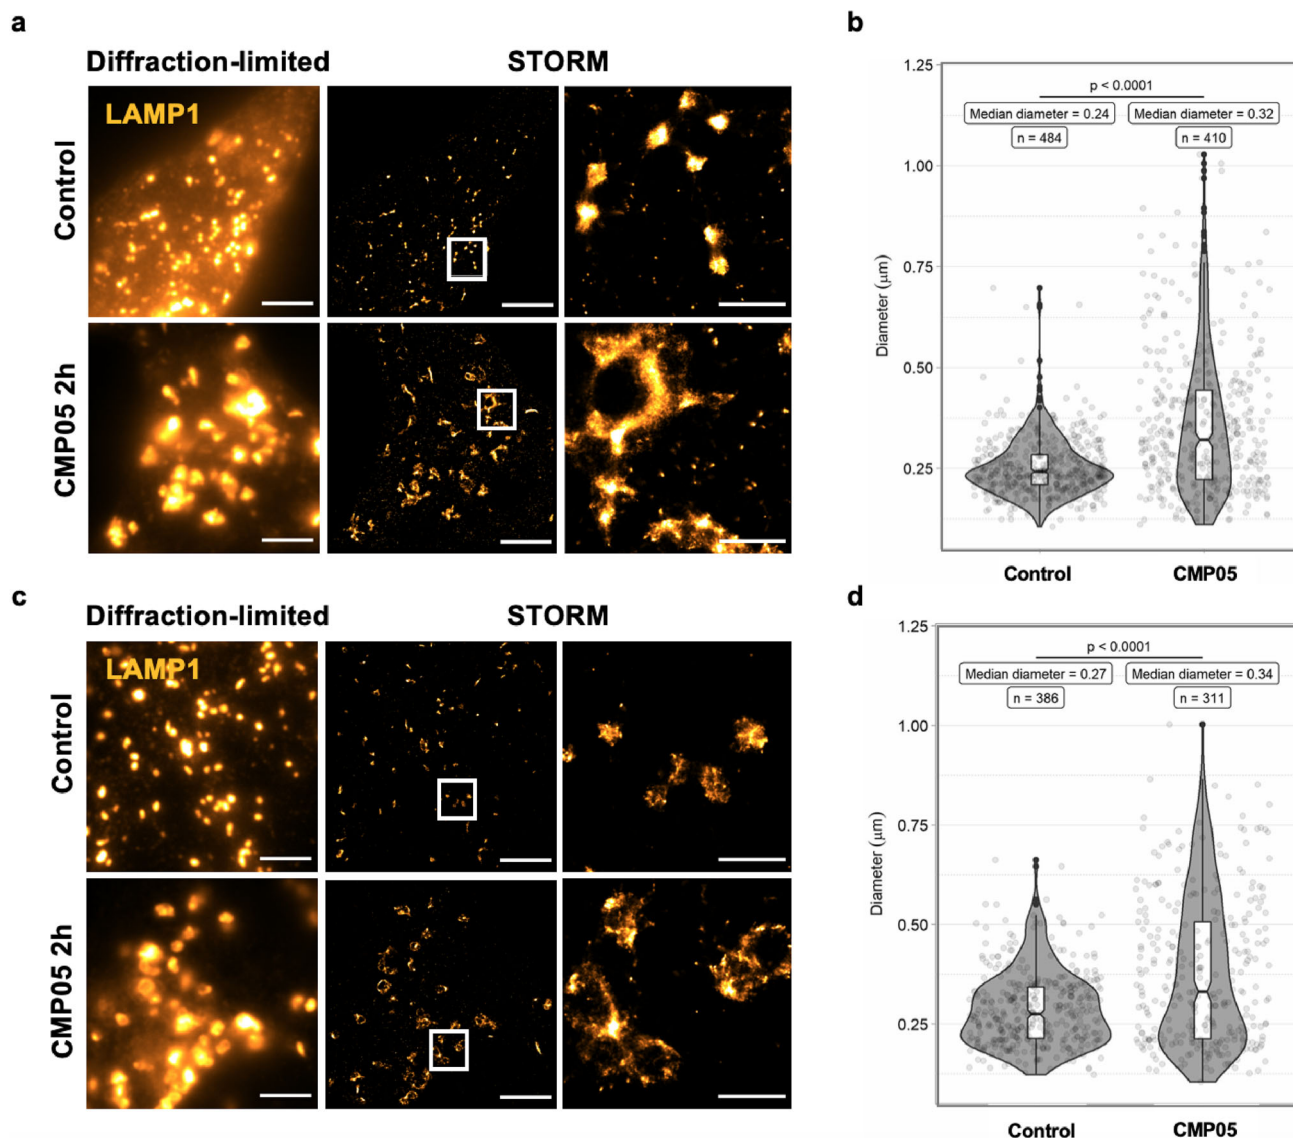 a
Diffraction-limited
STORM
LAMP1
Control
CMP05 2h
b
1.25
1.00
0.75
0.50
0.25
Diameter (μm)
p < 0.0001
Median diameter = 0.24
Median diameter = 0.32
n = 484
n = 410
Control
CMP05
c
Diffraction-limited
STORM
LAMP1
Control
CMP05 2h
d
1.25
1.00
0.75
0.50
0.25
Diameter (μm)
p < 0.0001
Median diameter = 0.27
Median diameter = 0.34
n = 386
n = 311
Control
CMP05